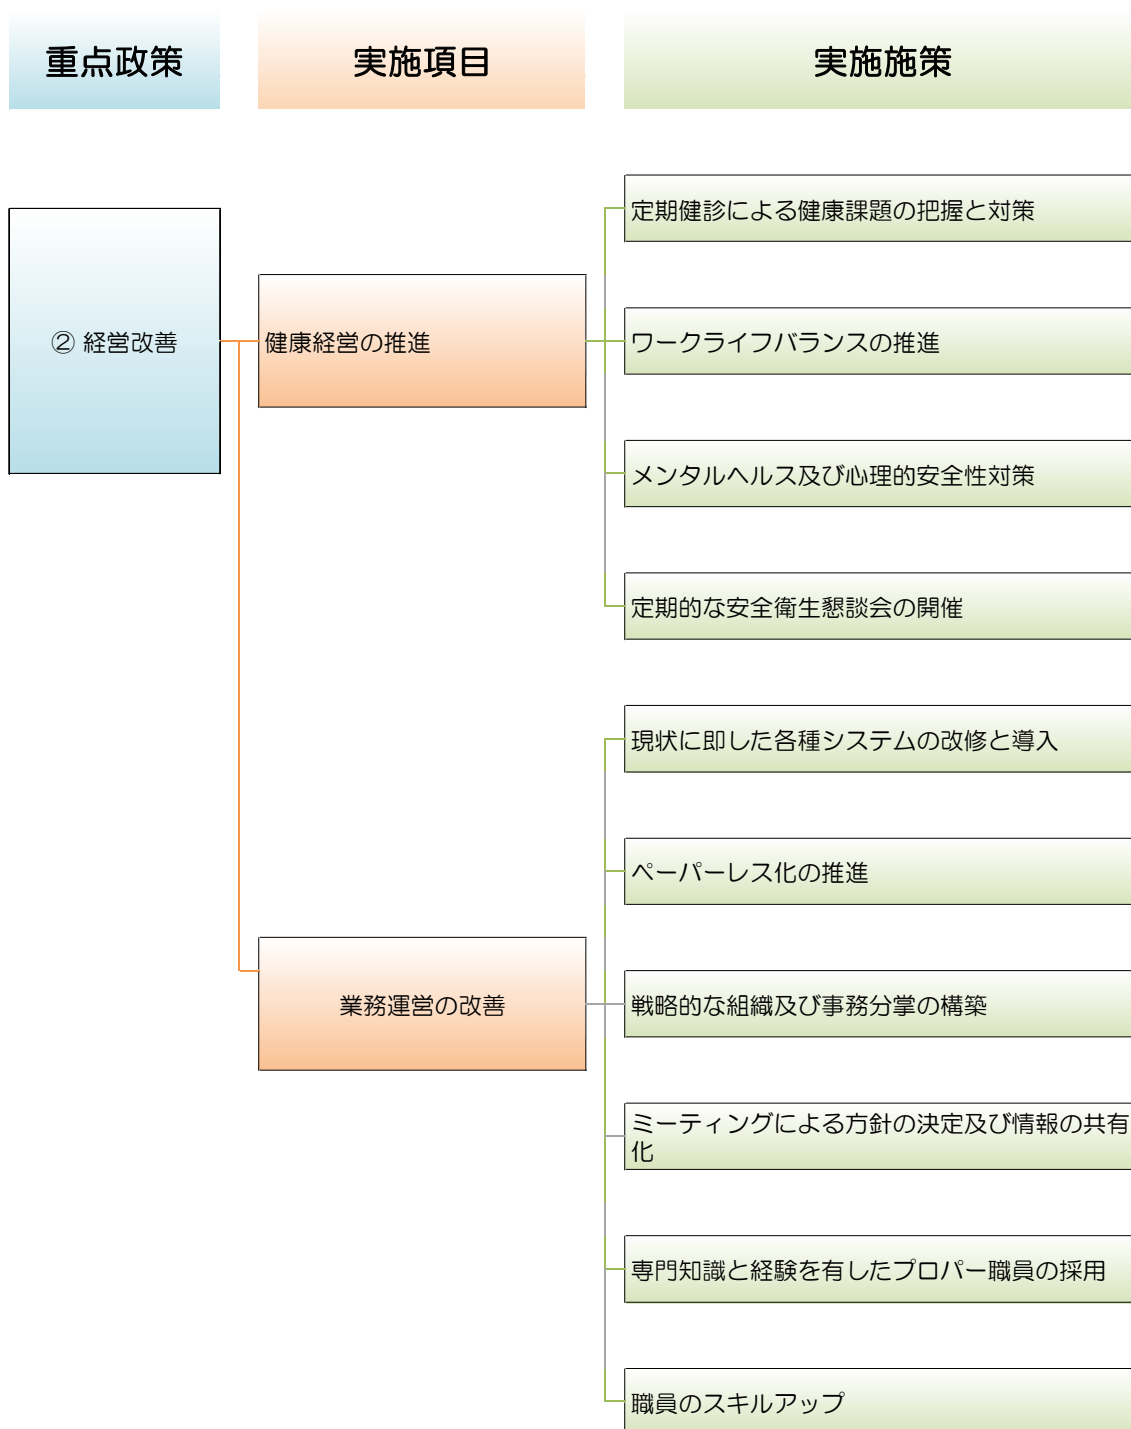 重点政策
実施項目
実施施策
② 経営改善
健康経営の推進
定期健診による健康課題の把握と対策
ワークライフバランスの推進
メンタルヘルス及び心理的安全性対策
定期的な安全衛生懇談会の開催
業務運営の改善
現状に即した各種システムの改修と導入
ペーパーレス化の推進
戦略的な組織及び事務分掌の構築
ミーティングによる方針の決定及び情報の共有
化
専門知識と経験を有したプロパー職員の採用
職員のスキルアップ